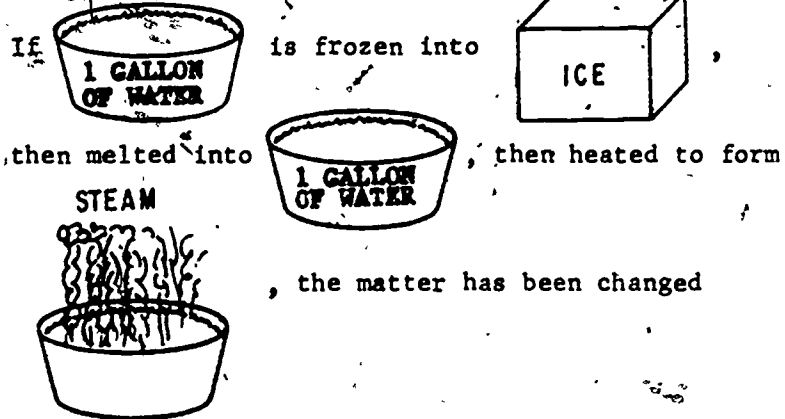 If 1 GALLON OF WATER is frozen into ICE ,
then melted into 1 GALLON OF WATER , then heated to form
STEAM
, the matter has been changed